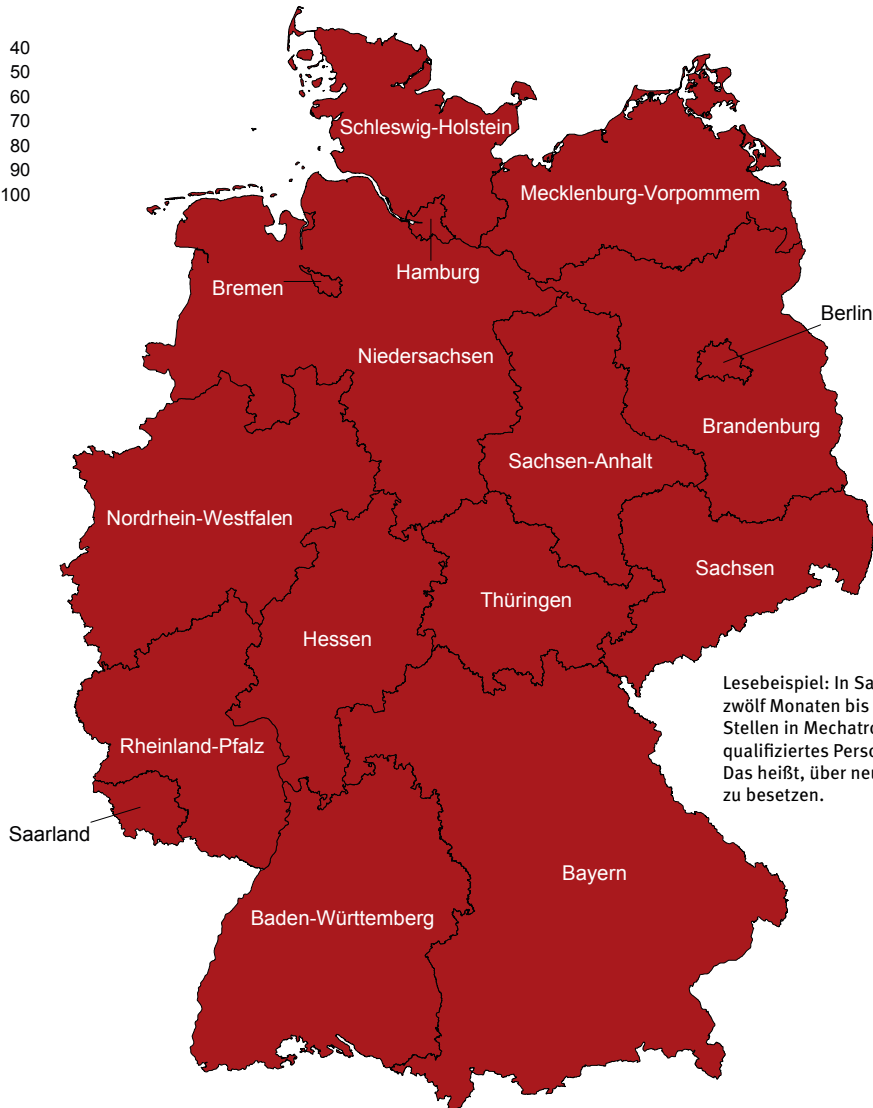 40
50
60
70
80
90
100
Schleswig-Holstein
Mecklenburg-Vorpommern
Hamburg
Bremen
Berlin
Niedersachsen
Brandenburg
Sachsen-Anhalt
Nordrhein-Westfalen
Sachsen
Thüringen
Hessen
Lesebeispiel: In Sa
zwölf Monaten bis
Stellen in Mechatro
qualifiziertes Perso
Das heißt, über neu
zu besetzen.
Rheinland-Pfalz
Saarland
Bayern
Baden-Württemberg